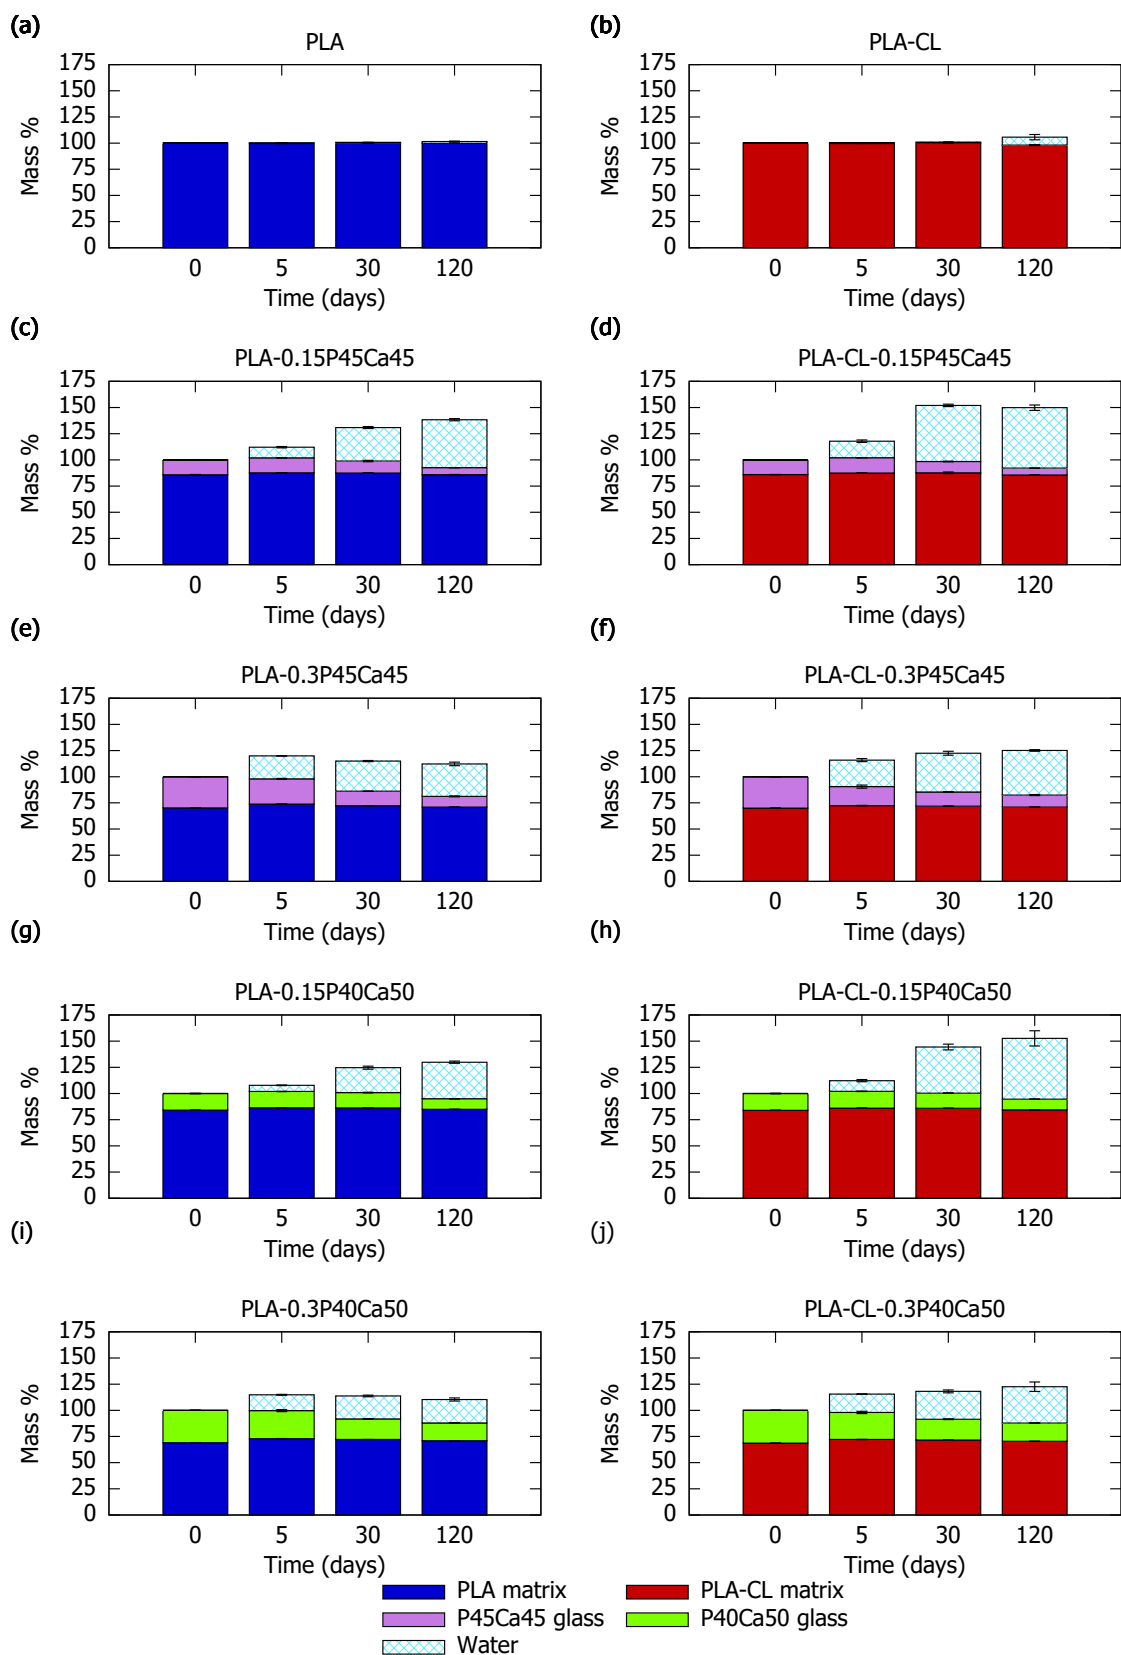 (a) (b)
PLA PLA-CL
175 175
150 150
125 125
100 100
75 75
50 50
25 25
0 0
Mass % Mass %
0 5 30 120 0 5 30 120
Time (days) Time (days)
(c) (d)
PLA-0.15P45Ca45 PLA-CL-0.15P45Ca45
175 175
150 150
125 125
100 100
75 75
50 50
25 25
0 0
Mass % Mass %
0 5 30 120 0 5 30 120
Time (days) Time (days)
(e) (f)
PLA-0.3P45Ca45 PLA-CL-0.3P45Ca45
175 175
150 150
125 125
100 100
75 75
50 50
25 25
0 0
Mass % Mass %
0 5 30 120 0 5 30 120
Time (days) Time (days)
(g) (h)
PLA-0.15P40Ca50 PLA-CL-0.15P40Ca50
175 175
150 150
125 125
100 100
75 75
50 50
25 25
0 0
Mass % Mass %
0 5 30 120 0 5 30 120
Time (days) Time (days)
(i) (j)
PLA-0.3P40Ca50 PLA-CL-0.3P40Ca50
175 175
150 150
125 125
100 100
75 75
50 50
25 25
0 0
Mass % Mass %
0 5 30 120 0 5 30 120
Time (days) Time (days)
PLA matrix PLA-CL matrix
P45Ca45 glass P40Ca50 glass
Water